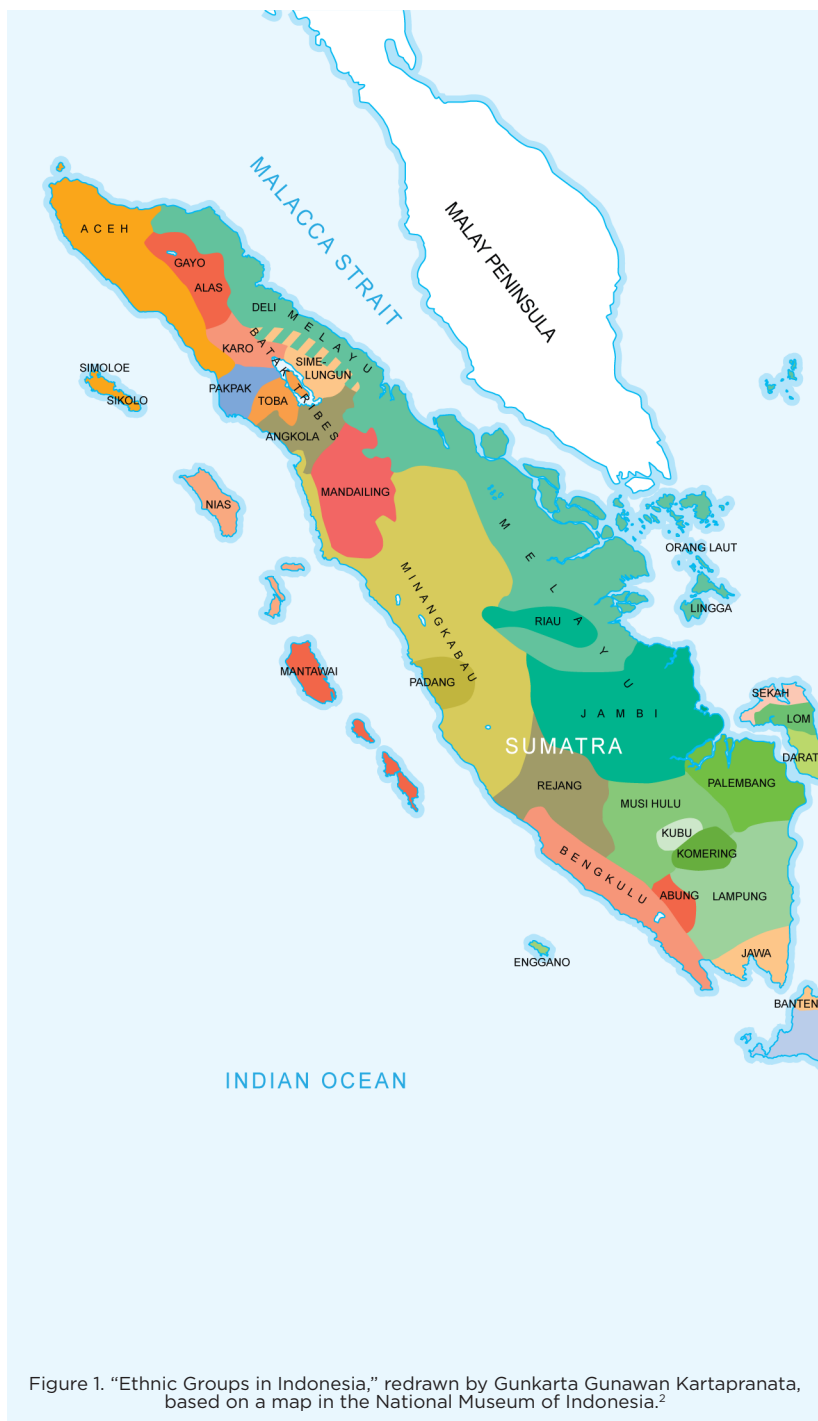 MALACCA STRAIT
MALAY PENINSULA
ACEH
GAYO
ALAS
DELI
MELAYU
KARO
BATAK TRIBES
SIME-
LUNGUN
SIMOLOE
SIKOLO
PAKPAK
TOBA
ANGKOLA
MANDAILING
NIAS
MELAYU
ORANG LAUT
LINGGA
MINANGKABAU
RIAU
MANTAWAI
PADANG
JAMBI
SEKAH
LOM
DARAT
SUMATRA
REJANG
PALEMBANG
MUSI HULU
KUBU
KOMERING
BENGKULU
ABUNG
LAMPUNG
ENGGANO
JAWA
BANTEN
INDIAN OCEAN
Figure 1. “Ethnic Groups in Indonesia,” redrawn by Gunkarta Gunawan Kartapranata,
based on a map in the National Museum of Indonesia.²